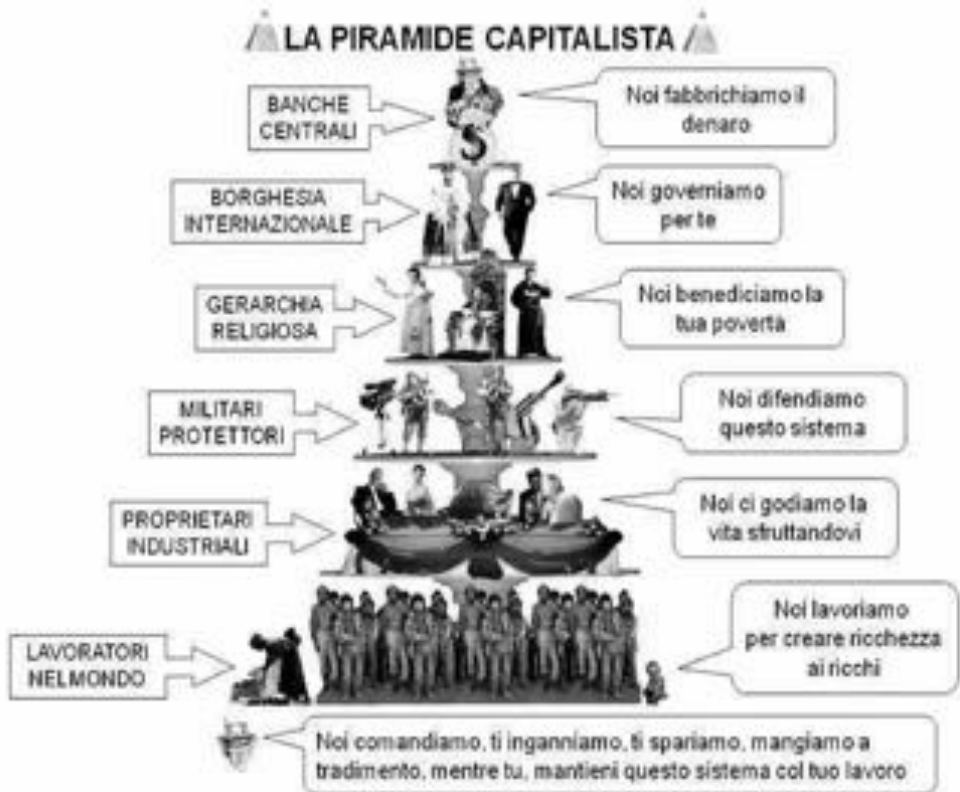 LA PIRAMIDE CAPITALISTA
BANCHE
CENTRALI
Noi fabbrichiamo il
denaro
S
BORGHESIA
INTERNAZIONALE
Noi governiamo
per te
GERARCHIA
RELIGIOSA
Noi benediciamo la
tua povertà
MILITARI
PROTETTORI
Noi difendiamo
questo sistema
PROPRIETARI
INDUSTRIALI
Noi ci godiamo la
vita sfruttandovi
LAVORATORI
NELMONDO
Noi lavoriamo
per creare ricchezza
ai ricchi
Noi comandiamo, ti inganniamo, ti spariamo, mangiamo a
tradimento, mentre tu, mantieni questo sistema col tuo lavoro